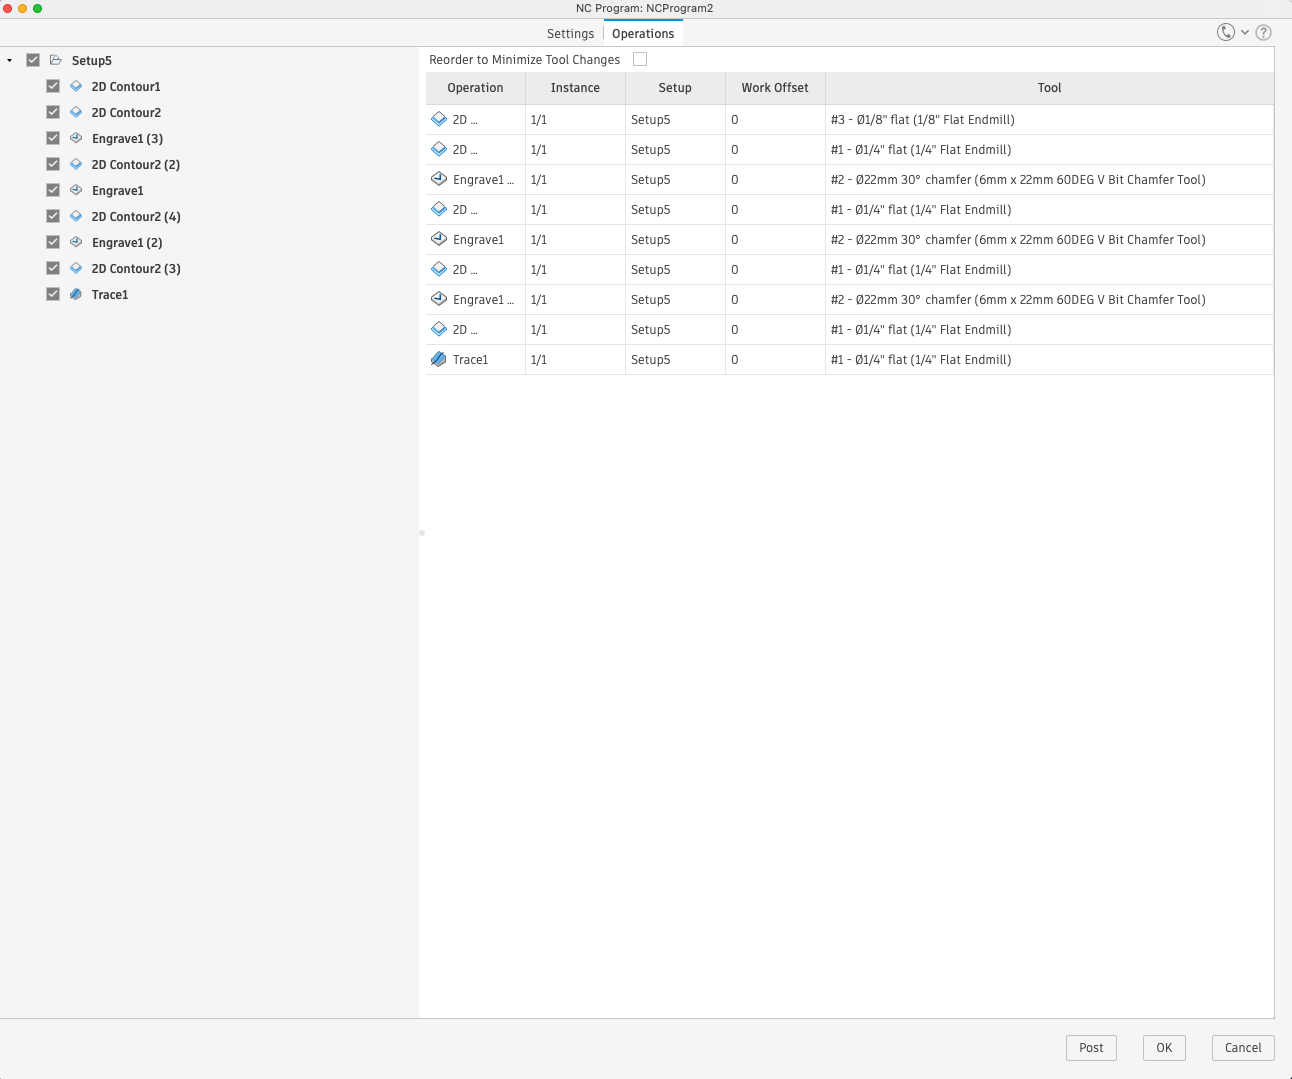 NC Program: NCProgram2
Settings
Operations
Setup5
2D Contour1
2D Contour2
Engrave1 (3)
2D Contour2 (2)
Engrave1
2D Contour2 (4)
Engrave1 (2)
2D Contour2 (3)
Trace1
Reorder to Minimize Tool Changes
Operation Instance Setup Work Offset Tool
2D ... 1/1 Setup5 0 #3 - Ø1/8" flat (1/8" Flat Endmill)
2D ... 1/1 Setup5 0 #1 - Ø1/4" flat (1/4" Flat Endmill)
Engrave1 ... 1/1 Setup5 0 #2 - Ø22mm 30° chamfer (6mm x 22mm 60DEG V Bit Chamfer Tool)
2D ... 1/1 Setup5 0 #1 - Ø1/4" flat (1/4" Flat Endmill)
Engrave1 1/1 Setup5 0 #2 - Ø22mm 30° chamfer (6mm x 22mm 60DEG V Bit Chamfer Tool)
2D ... 1/1 Setup5 0 #1 - Ø1/4" flat (1/4" Flat Endmill)
Engrave1 ... 1/1 Setup5 0 #2 - Ø22mm 30° chamfer (6mm x 22mm 60DEG V Bit Chamfer Tool)
2D ... 1/1 Setup5 0 #1 - Ø1/4" flat (1/4" Flat Endmill)
Trace1 1/1 Setup5 0 #1 - Ø1/4" flat (1/4" Flat Endmill)
Post
OK
Cancel